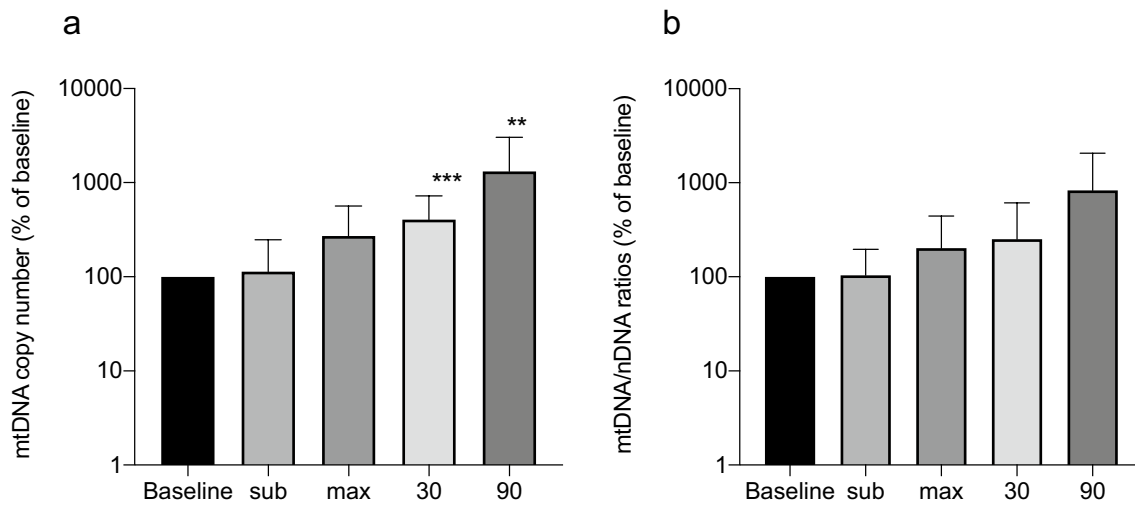 a
mtDNA copy number (% of baseline)
10000
1000
100
10
1
***
**
Baseline sub max 30 90
b
mtDNA/nDNA ratios (% of baseline)
10000
1000
100
10
1
Baseline sub max 30 90